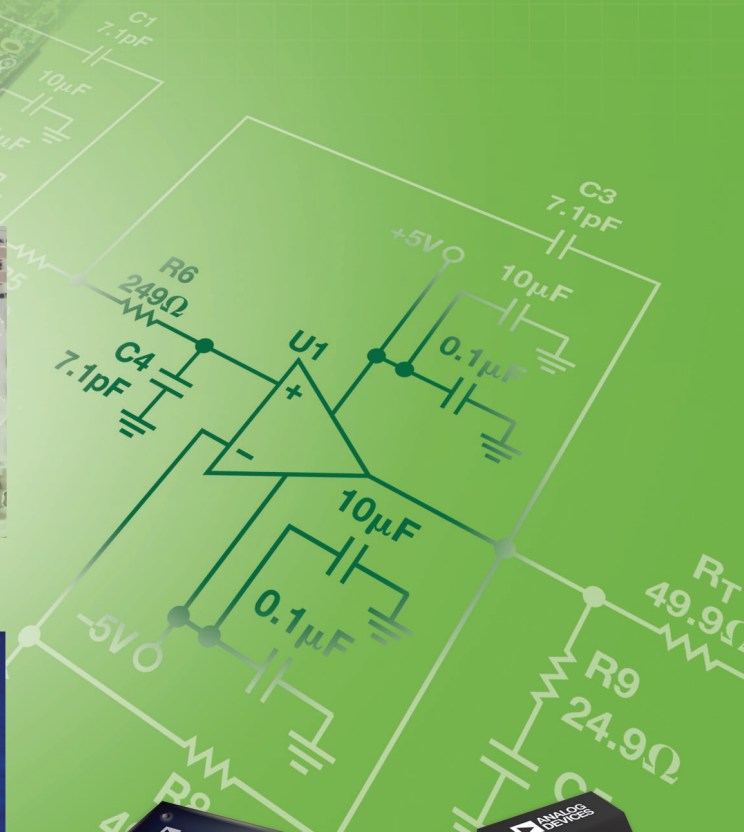 C1
7.1pF
10μF
μF
C3
7.1pF
+5V
10μF
R6
249Ω
U1
0.1μF
C4
7.1pF
+
-
10μF
0.1μF
-5V
RT
49.9Ω
R9
24.9Ω
ANALOG
DEVICES